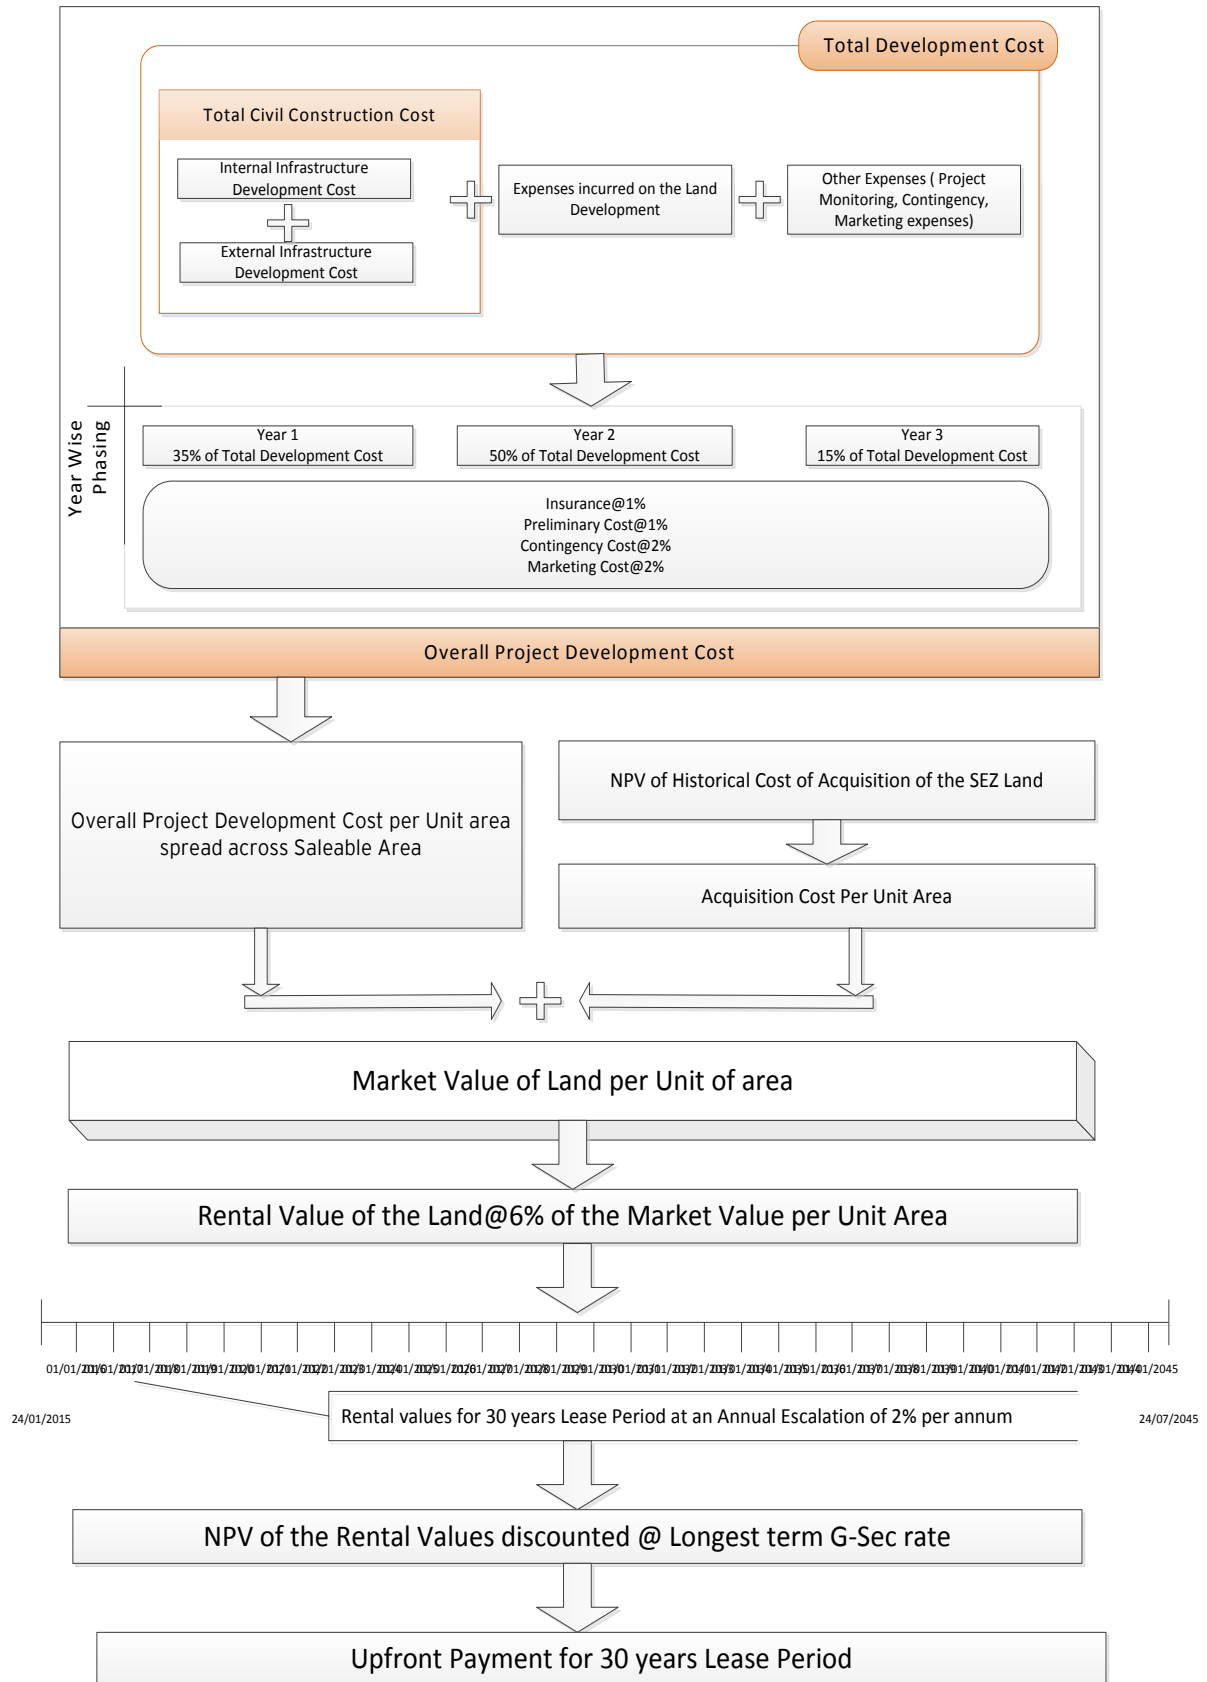 Total Development Cost
Total Civil Construction Cost
Internal Infrastructure
Development Cost
External Infrastructure
Development Cost
Expenses incurred on the Land
Development
Other Expenses ( Project
Monitoring, Contingency,
Marketing expenses)
Year Wise
Phasing
Year 1
35% of Total Development Cost
Year 2
50% of Total Development Cost
Year 3
15% of Total Development Cost
Insurance@1%
Preliminary Cost@1%
Contingency Cost@2%
Marketing Cost@2%
Overall Project Development Cost
Overall Project Development Cost per Unit area
spread across Saleable Area
NPV of Historical Cost of Acquisition of the SEZ Land
Acquisition Cost Per Unit Area
Market Value of Land per Unit of area
Rental Value of the Land@6% of the Market Value per Unit Area
24/01/2015
Rental values for 30 years Lease Period at an Annual Escalation of 2% per annum
24/07/2045
NPV of the Rental Values discounted @ Longest term G-Sec rate
Upfront Payment for 30 years Lease Period